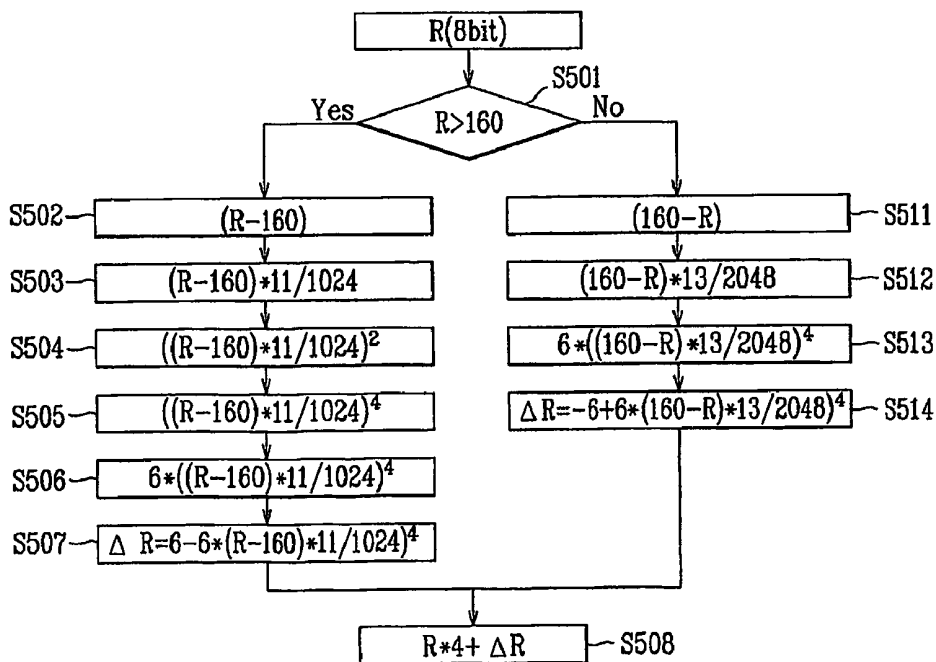 R(8bit)
S501
Yes
R>160
No
S502
(R-160)
(160-R)
S511
S503
(R-160)*11/1024
(160-R)*13/2048
S512
S504
((R-160)*11/1024)²
6*((160-R)*13/2048)⁴
S513
S505
((R-160)*11/1024)⁴
ΔR=-6+6*(160-R)*13/2048)⁴
S514
S506
6*((R-160)*11/1024)⁴
S507
Δ R=6-6*(R-160)*11/1024)⁴
R*4+ ΔR
S508